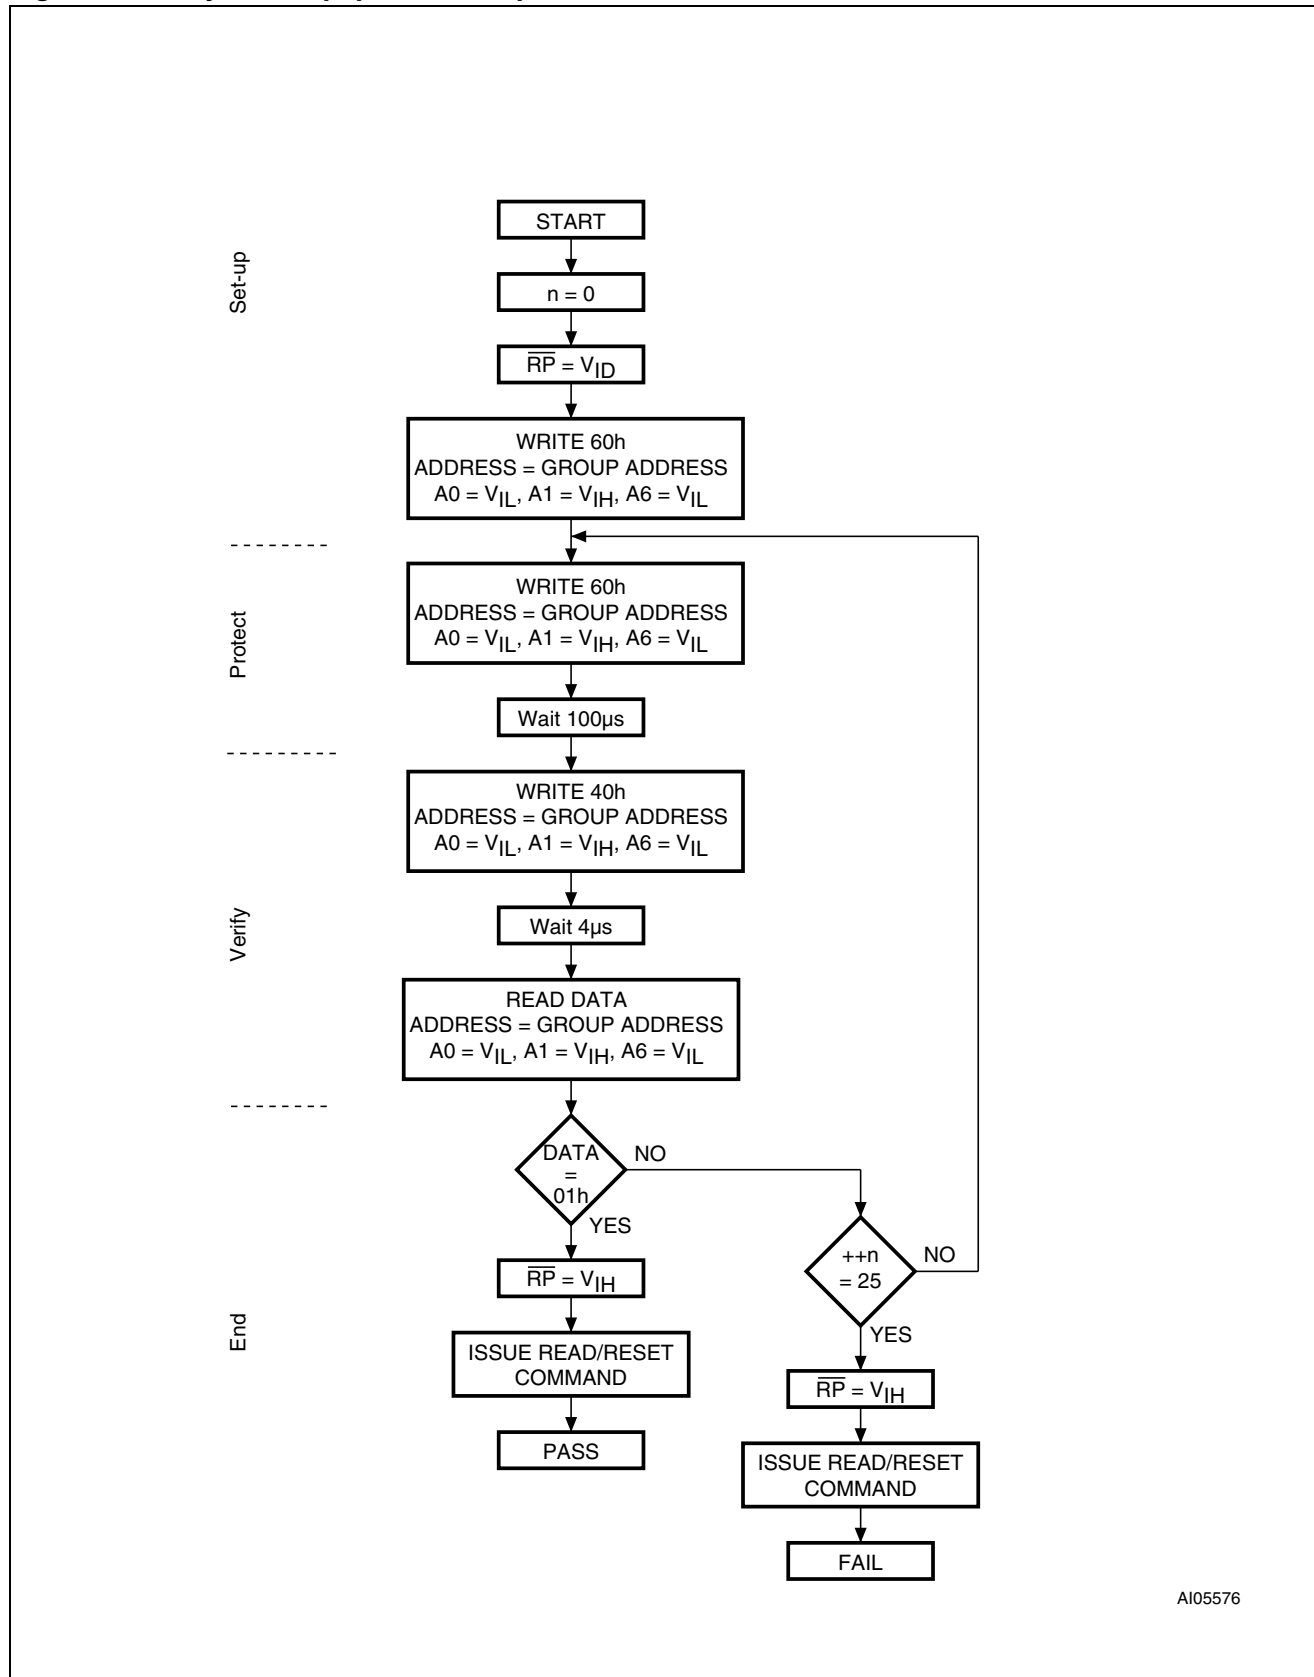 START
n = 0
RP = VID
WRITE 60h
ADDRESS = GROUP ADDRESS
A0 = VIL, A1 = VIH, A6 = VIL
WRITE 60h
ADDRESS = GROUP ADDRESS
A0 = VIL, A1 = VIH, A6 = VIL
Wait 100µs
WRITE 40h
ADDRESS = GROUP ADDRESS
A0 = VIL, A1 = VIH, A6 = VIL
Wait 4µs
READ DATA
ADDRESS = GROUP ADDRESS
A0 = VIL, A1 = VIH, A6 = VIL
DATA
=
01h
NO
YES
RP = VIH
ISSUE READ/RESET
COMMAND
PASS
++n
= 25
NO
YES
RP = VIH
ISSUE READ/RESET
COMMAND
FAIL
Set-up
Protect
Verify
End
AI05576